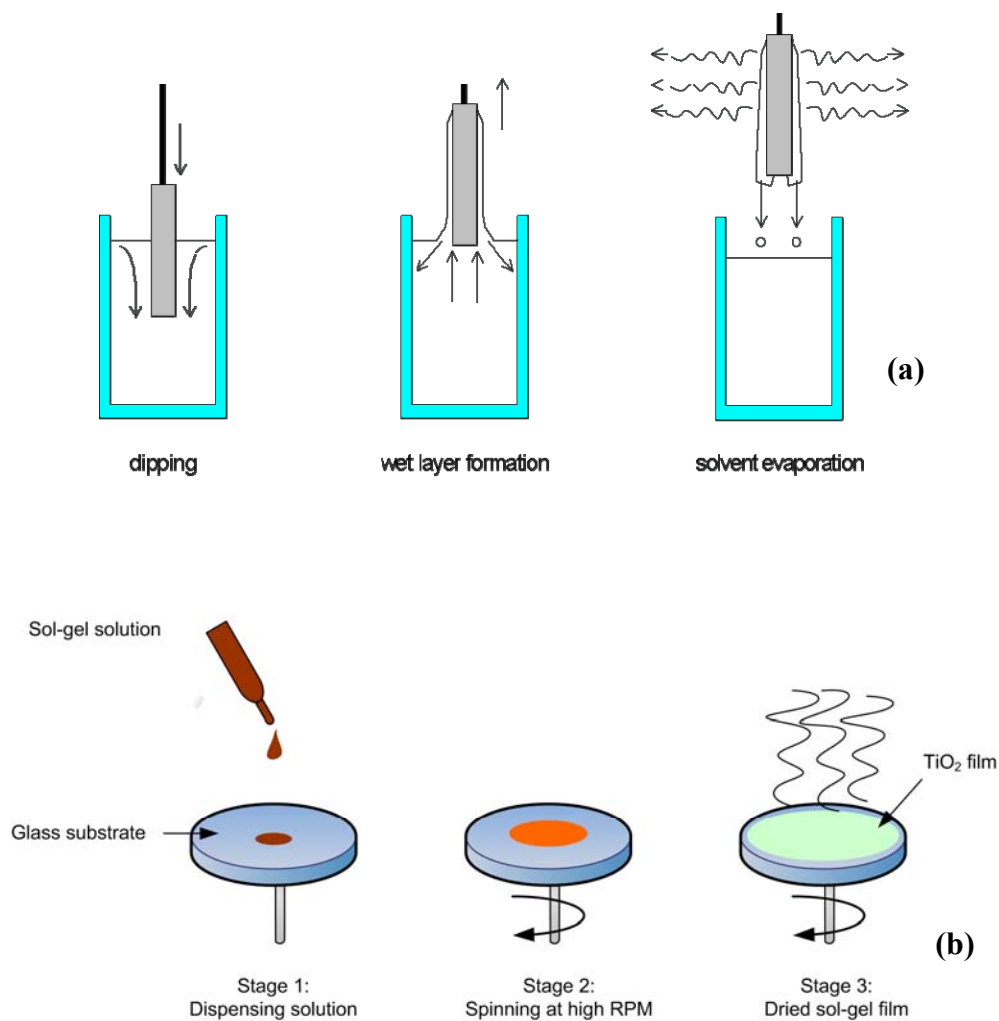 (a)
dipping
wet layer formation
solvent evaporation
Sol-gel solution
TiO₂ film
Glass substrate
(b)
Stage 1:
Dispensing solution
Stage 2:
Spinning at high RPM
Stage 3:
Dried sol-gel film